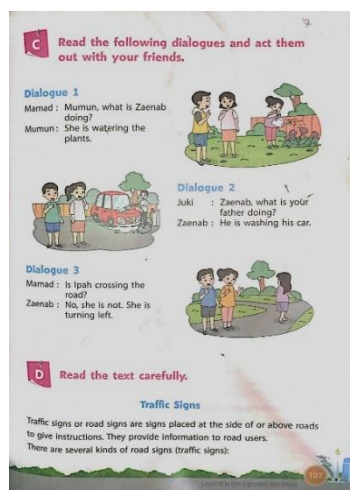 C Read the following dialogues and act them
out with your friends.
Dialogue 1
Mamad : Mumun, what is Zaenab
doing?
Mumun : She is watering the
plants.
Dialogue 2
Juki : Zaenab, what is your
father doing?
Zaenab : He is washing his car.
Dialogue 3
Mamad : Is Ipah crossing the
road?
Zaenab : No, she is not. She is
turning left.
D Read the text carefully.
Traffic Signs
Traffic signs or road signs are signs placed at the side of or above roads
to give instructions. They provide information to road users.
There are several kinds of road signs (traffic signs):
107